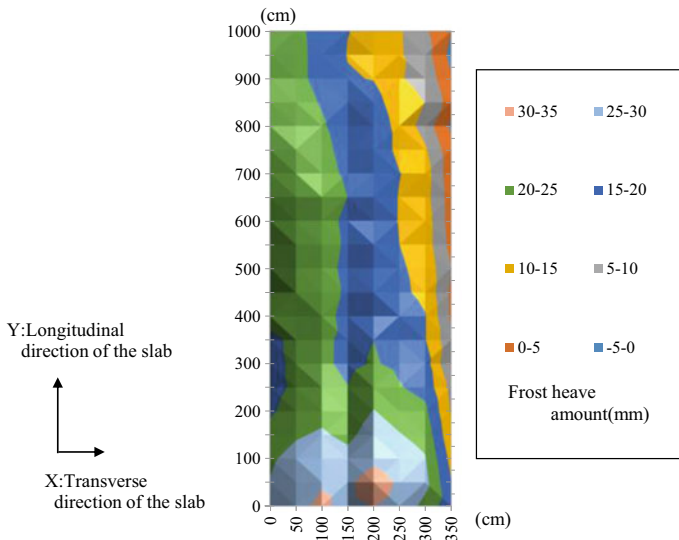 (cm)
1000
900
800
700
600
500
400
300
200
100
0
0 50 100 150 200 250 300 350
(cm)
Y:Longitudinal
direction of the slab
X:Transverse
direction of the slab
30-35 25-30
20-25 15-20
10-15 5-10
0-5 -5-0
Frost heave
amount(mm)